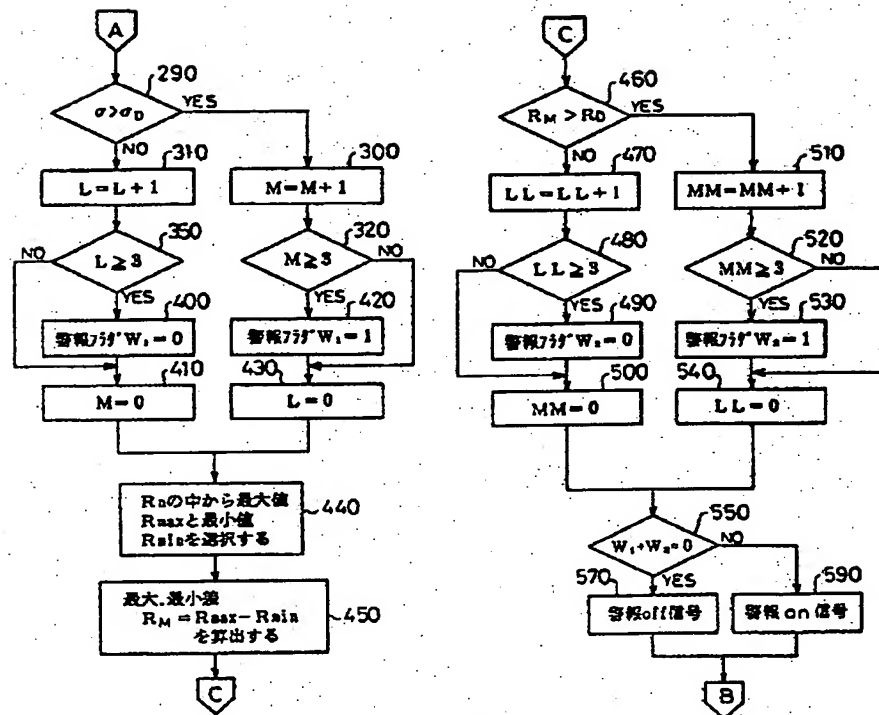 A
290
σ>σD
YES
NO
310
L=L+1
300
M=M+1
350
L≧3
NO
YES
320
M≧3
NO
YES
400
警報フラグW₁=0
420
警報フラグW₁=1
410
M=0
430
L=0
Rnの中から最大値
Rmaxと最小値
Rminを選択する
440
最大、最小差
RM=Rmax-Rmin
を算出する
450
C
C
460
RM>RD
YES
NO
470
LL=LL+1
510
MM=MM+1
480
LL≧3
NO
YES
520
MM≧3
NO
YES
490
警報フラグW₂=0
530
警報フラグW₂=1
500
MM=0
540
LL=0
550
W₁+W₂=0
NO
YES
570
警報off信号
590
警報on信号
B